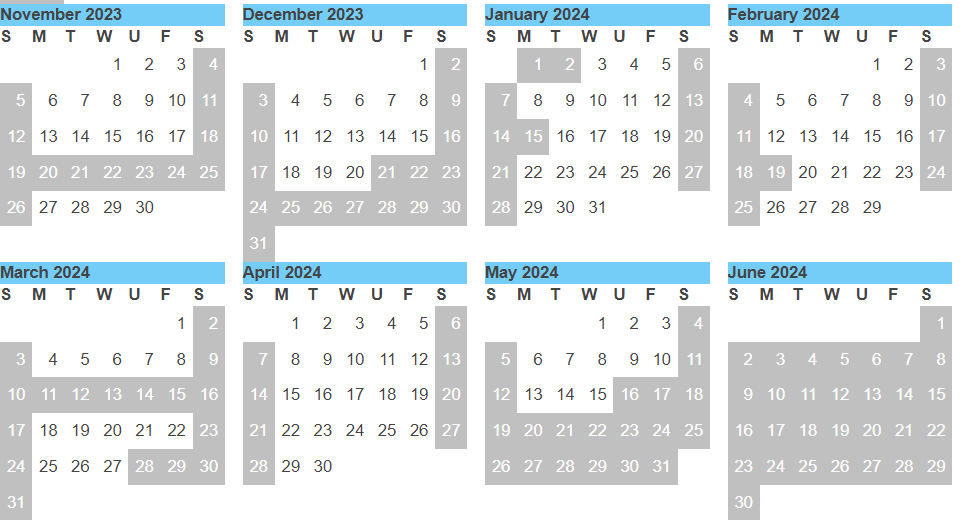 November 2023 December 2023 January 2024 February 2024
S M T W U F S S M T W U F S S M T W U F S S M T W U F S
1 2 3 4 1 2 1 2 3 4 5 6 1 2 3
5 6 7 8 9 10 11 3 4 5 6 7 8 9 7 8 9 10 11 12 13 4 5 6 7 8 9 10
12 13 14 15 16 17 18 10 11 12 13 14 15 16 14 15 16 17 18 19 20 11 12 13 14 15 16 17
19 20 21 22 23 24 25 17 18 19 20 21 22 23 21 22 23 24 25 26 27 18 19 20 21 22 23 24
26 27 28 29 30 24 25 26 27 28 29 30 28 29 30 31 25 26 27 28 29
31
March 2024 April 2024 May 2024 June 2024
S M T W U F S S M T W U F S S M T W U F S S M T W U F S
1 2 1 2 3 4 5 6 1 2 3 4 1
3 4 5 6 7 8 9 7 8 9 10 11 12 13 5 6 7 8 9 10 11 2 3 4 5 6 7 8
10 11 12 13 14 15 16 14 15 16 17 18 19 20 12 13 14 15 16 17 18 9 10 11 12 13 14 15
17 18 19 20 21 22 23 21 22 23 24 25 26 27 19 20 21 22 23 24 25 16 17 18 19 20 21 22
24 25 26 27 28 29 30 28 29 30 26 27 28 29 30 31 23 24 25 26 27 28 29
31 30